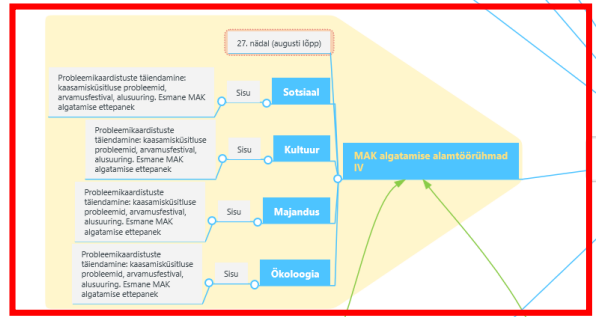 27. nädal (augusti lõpp)
Probleemikaardistuste täiendamine:
kaasamisküsitluse probleemid,
arvamusfestival, alusuuring. Esmane MAK
algatamise ettepanek
Sisu
Sotsiaal
Probleemikaardistuste
täiendamine: kaasamisküsitluse
probleemid, arvamusfestival,
alusuuring. Esmane MAK
algatamise ettepanek
Sisu
Kultuur
MAK algatamise alamtöörühmad
IV
Probleemikaardistuste
täiendamine: kaasamisküsitluse
probleemid, arvamusfestival,
alusuuring. Esmane MAK
algatamise ettepanek
Sisu
Majandus
Probleemikaardistuste
täiendamine: kaasamisküsitluse
probleemid, arvamusfestival,
alusuuring. Esmane MAK
algatamise ettepanek
Sisu
Ökoloogia